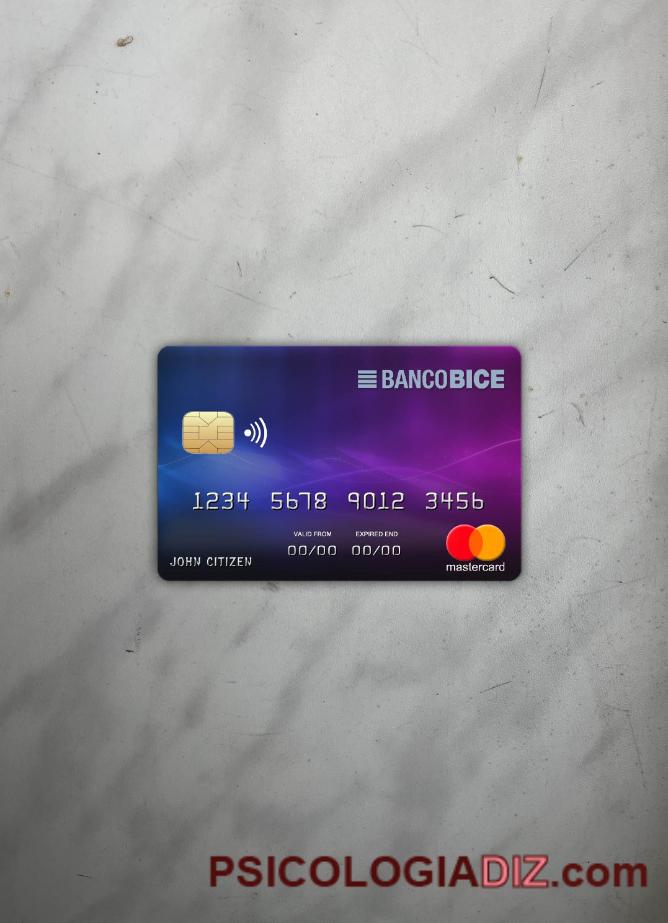 BANCOBICE
1234 5678 9012 3456
VALID FROM EXPIRED END
00/00 00/00
JOHN CITIZEN
mastercard
PSICOLOGIADIZ.com